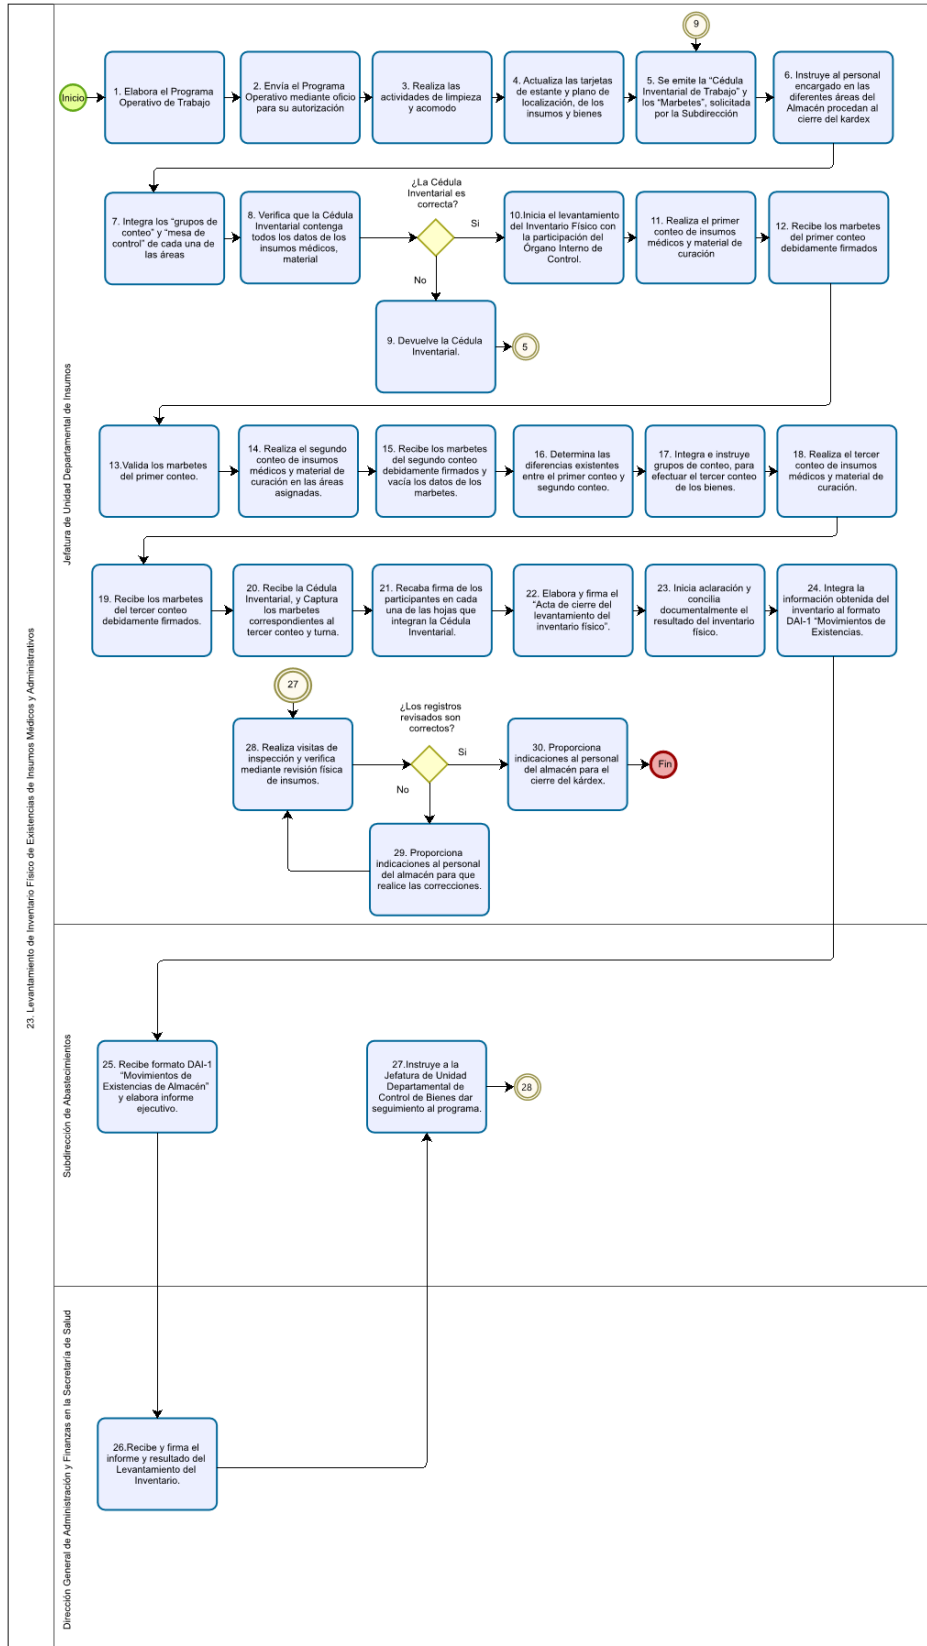 23. Levantamiento de Inventario Físico de Existencias de Insumos Médicos y Administrativos
Jefatura de Unidad Departamental de Insumos
9
Inicio
1. Elabora el Programa
Operativo de Trabajo
2. Envía el Programa
Operativo mediante oficio
para su autorización
3. Realiza las
actividades de limpieza y
acomodo
4. Actualiza las tarjetas
de estante y plano de
localización, de los
insumos y bienes
5. Se emite la “Cédula
Inventarial de Trabajo” y
los “Marbetes”, solicitada
por la Subdirección
6. Instruye al personal
encargado en las
diferentes áreas del
Almacén procedan al
cierre del kardex
7. Integra los “grupos de
conteo” y “mesa de
control” de cada una de
las áreas
8. Verifica que la Cédula
Inventarial contenga
todos los datos de los
insumos médicos,
material
¿La Cédula
Inventarial es
correcta?
Si
No
9. Devuelve la Cédula
Inventarial.
5
10.Inicia el levantamiento
del Inventario Físico con
la participación del
Órgano Interno de
Control.
11. Realiza el primer
conteo de insumos
médicos y material de
curación
12. Recibe los marbetes
del primer conteo
debidamente firmados
13.Valida los marbetes
del primer conteo.
14. Realiza el segundo
conteo de insumos
médicos y material de
curación en las áreas
asignadas.
15. Recibe los marbetes
del segundo conteo
debidamente firmados y
vacía los datos de los
marbetes.
16. Determina las
diferencias existentes
entre el primer conteo y
segundo conteo.
17. Integra e instruye
grupos de conteo, para
efectuar el tercer conteo
de los bienes.
18. Realiza el tercer
conteo de insumos
médicos y material de
curación.
19. Recibe los marbetes
del tercer conteo
debidamente firmados.
20. Recibe la Cédula
Inventarial, y Captura
los marbetes
correspondientes al
tercer conteo y turna.
21. Recaba firma de los
participantes en cada
una de las hojas que
integran la Cédula
Inventarial.
22. Elabora y firma el
“Acta de cierre del
levantamiento del
inventario físico”.
23. Inicia aclaración y
concilia
documentalmente el
resultado del inventario
físico.
24. Integra la
información obtenida del
inventario al formato
DAI-1 “Movimientos de
Existencias.
27
28. Realiza visitas de
inspección y verifica
mediante revisión física
de insumos.
¿Los registros
revisados son
correctos?
Si
No
29. Proporciona
indicaciones al personal
del almacén para que
realice las correcciones.
30. Proporciona
indicaciones al personal
del almacén para el
cierre del kárdex.
Fin
Subdirección de Abastecimientos
25. Recibe formato DAI-1
“Movimientos de
Existencias de Almacén”
y elabora informe
ejecutivo.
27.Instruye a la
Jefatura de Unidad
Departamental de
Control de Bienes dar
seguimiento al programa.
28
Dirección General de Administración y Finanzas en la Secretaría de Salud
26.Recibe y firma el
informe y resultado del
Levantamiento del
Inventario.